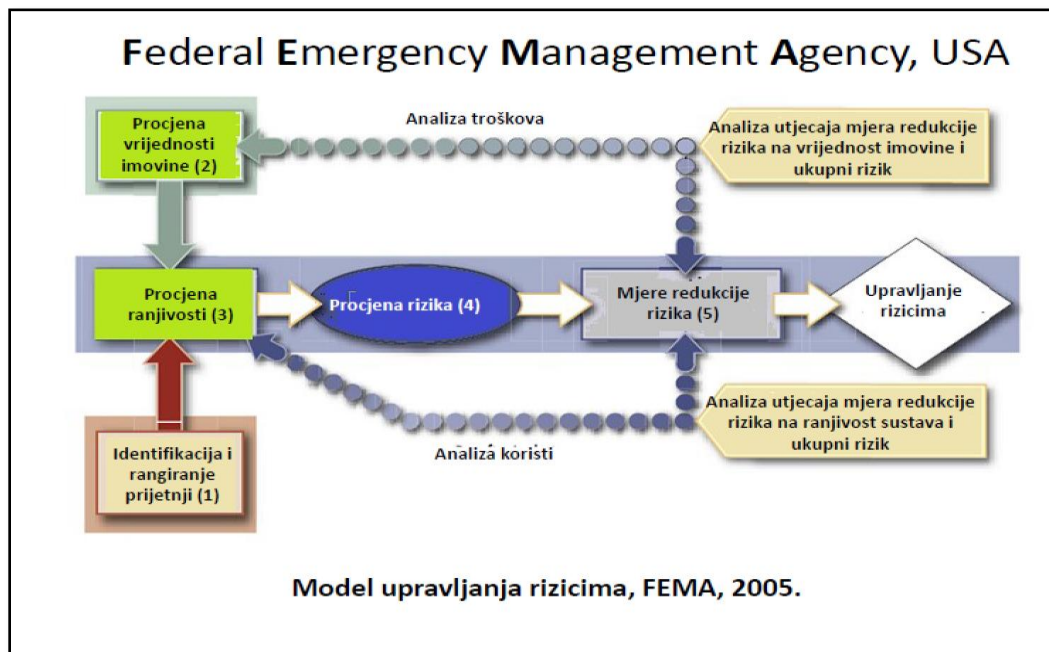 Federal Emergency Management Agency, USA
Procjena
vrijednosti
imovine (2)
Analiza troškova
Analiza utjecaja mjera redukcije
rizika na vrijednost imovine i
ukupni rizik
Procjena
ranjivosti (3)
Procjena rizika (4)
Mjere redukcije
rizika (5)
Upravljanje
rizicima
Identifikacija i
rangiranje
prijetnji (1)
Analiza koristi
Analiza utjecaja mjera redukcije
rizika na ranjivost sustava i
ukupni rizik
Model upravljanja rizicima, FEMA, 2005.